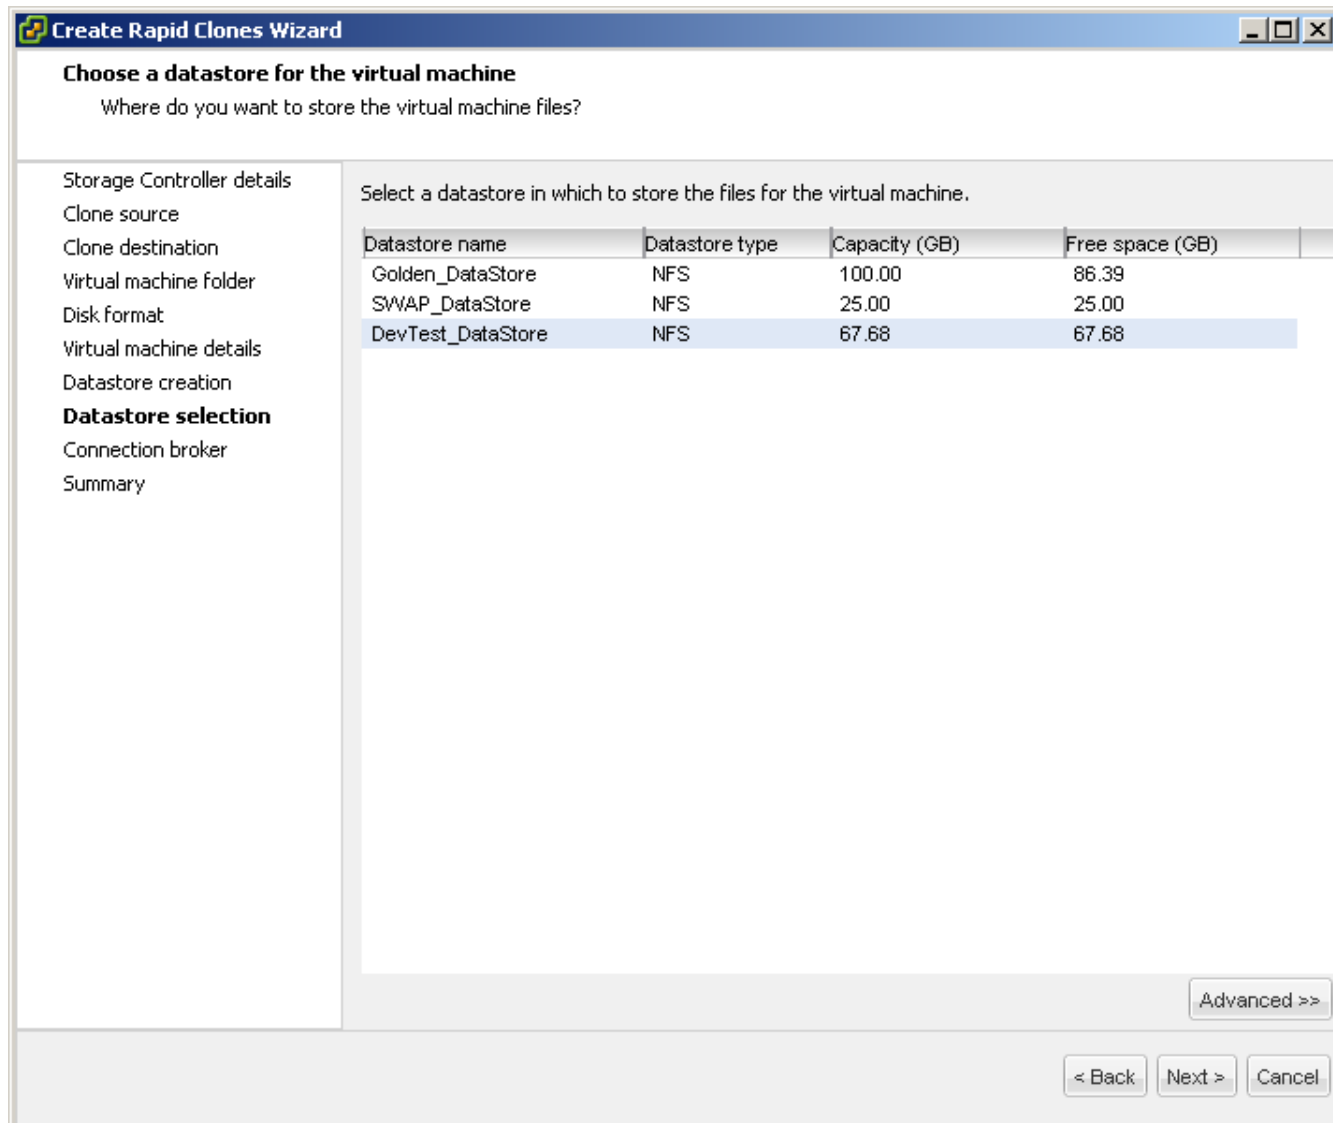 Create Rapid Clones Wizard
Choose a datastore for the virtual machine
Where do you want to store the virtual machine files?
Storage Controller details
Clone source
Clone destination
Virtual machine folder
Disk format
Virtual machine details
Datastore creation
Datastore selection
Connection broker
Summary
Select a datastore in which to store the files for the virtual machine.
Datastore name Datastore type Capacity (GB) Free space (GB)
Golden_DataStore NFS 100.00 86.39
SWAP_DataStore NFS 25.00 25.00
DevTest_DataStore NFS 67.68 67.68
Advanced >>
< Back Next > Cancel